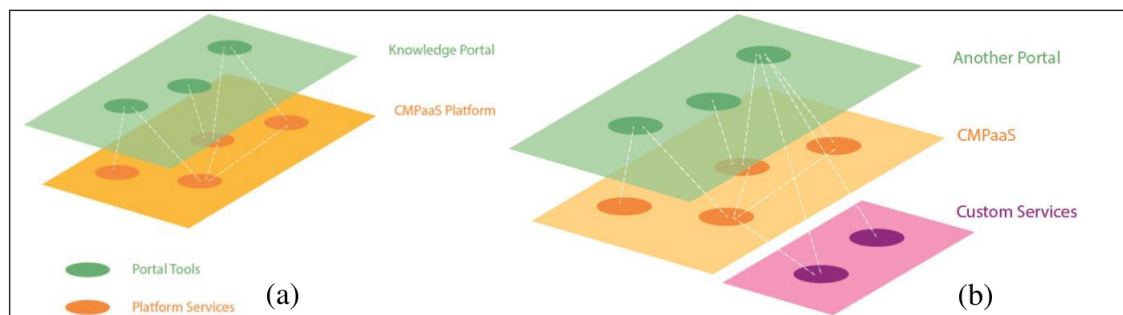 Knowledge Portal
CMPaaS Platform
Portal Tools
Platform Services
(a)
Another Portal
CMPaaS
Custom Services
(b)